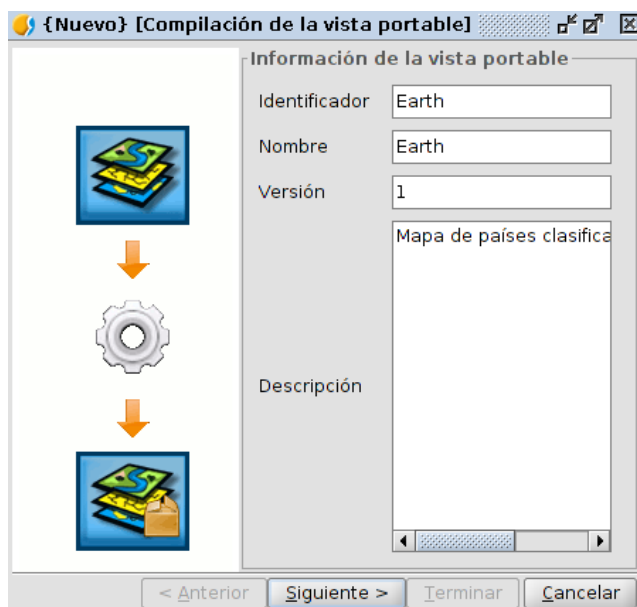 {Nuevo} [Compilación de la vista portable]
Información de la vista portable
Identificador Earth
Nombre Earth
Versión 1
Descripción Mapa de países clasifica
< Anterior Siguiente > Terminar Cancelar